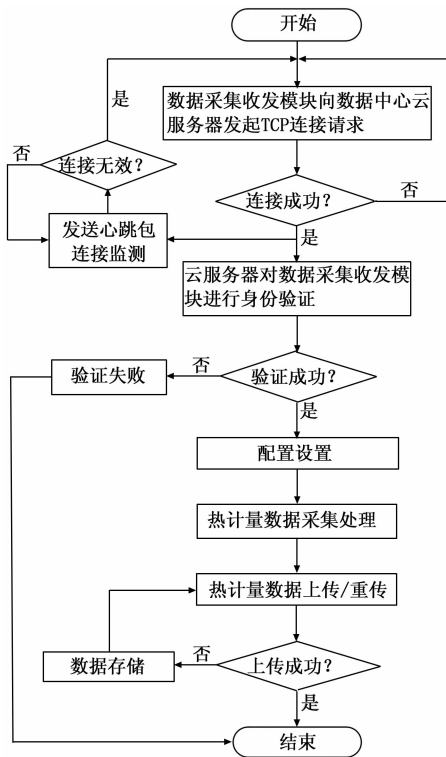 开始
是
数据采集收发模块向数据中心云
服务器发起TCP连接请求
否
连接无效？
连接成功？
否
发送心跳包
连接监测
是
云服务器对数据采集收发模
块进行身份验证
验证失败
否
验证成功？
是
配置设置
热计量数据采集处理
热计量数据上传/重传
数据存储
否
上传成功？
是
结束